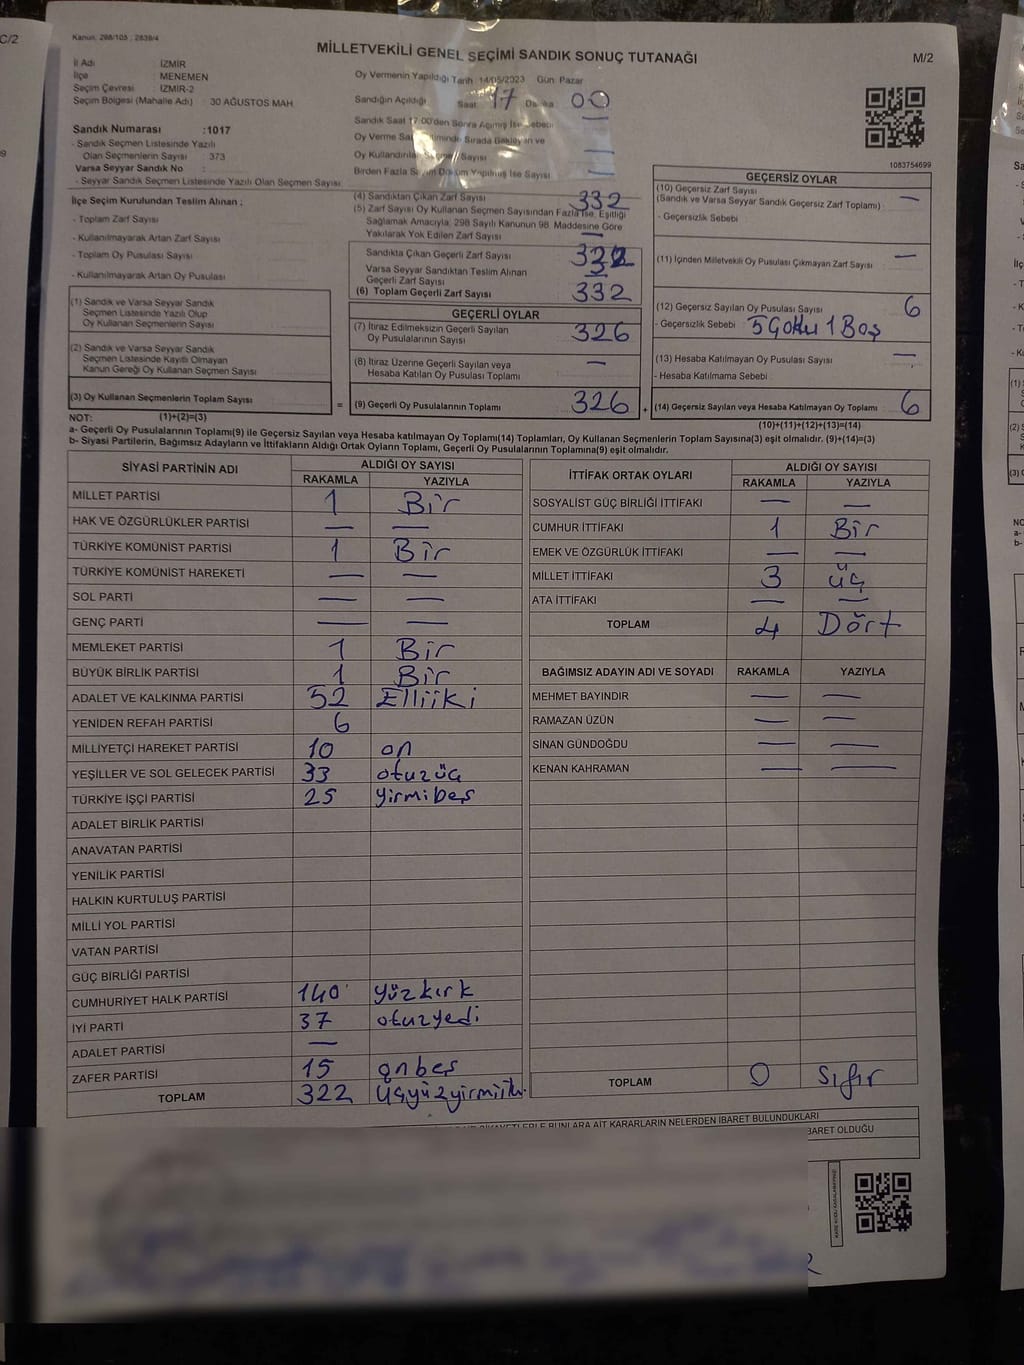 C/2
Kanun: 298/105 ; 2839/4
MİLLETVEKİLİ GENEL SEÇİMİ SANDIK SONUÇ TUTANAĞI
M/2
İl Adı : İZMİR
İlçe : MENEMEN
Seçim Çevresi : İZMİR-2
Seçim Bölgesi (Mahalle Adı) : 30 AĞUSTOS MAH
Sandık Numarası : 1017
- Sandık Seçmen Listesinde Yazılı
Olan Seçmenlerin Sayısı : 373
Varsa Seyyar Sandık No :
- Seyyar Sandık Seçmen Listesinde Yazılı Olan Seçmen Sayısı
Oy Vermenin Yapıldığı Tarih : 14/05/2023 Gün: Pazar
Sandığın Açıldığı Saat 17 Dakika 00
Sandık Saat 17:00'den Sonra Açılmış İse Sebebi —
Oy Verme Sırada Bekleyen ve
Oy Kullandırılan Sayısı —
Birden Fazla Sayım Döküm Yapılmış İse Sayısı —
1083754699
İlçe Seçim Kurulundan Teslim Alınan ;
- Toplam Zarf Sayısı
- Kullanılmayarak Artan Zarf Sayısı
- Toplam Oy Pusulası Sayısı
- Kullanılmayarak Artan Oy Pusulası
(1) Sandık ve Varsa Seyyar Sandık
Seçmen Listesinde Yazılı Olup
Oy Kullanan Seçmenlerin Sayısı
(2) Sandık ve Varsa Seyyar Sandık
Seçmen Listesinde Kayıtlı Olmayan
Kanun Gereği Oy Kullanan Seçmen Sayısı
(3) Oy Kullanan Seçmenlerin Toplam Sayısı =
(1)+(2)=(3)
(4) Sandıktan Çıkan Zarf Sayısı 332
(5) Zarf Sayısı Oy Kullanan Seçmen Sayısından Fazla İse, Eşitliği
Sağlamak Amacıyla; 298 Sayılı Kanunun 98. Maddesine Göre
Yakılarak Yok Edilen Zarf Sayısı —
Sandıkta Çıkan Geçerli Zarf Sayısı 332
Varsa Seyyar Sandıktan Teslim Alınan
Geçerli Zarf Sayısı —
(6) Toplam Geçerli Zarf Sayısı 332
GEÇERLİ OYLAR
(7) İtiraz Edilmeksizin Geçerli Sayılan
Oy Pusulalarının Sayısı 326
(8) İtiraz Üzerine Geçerli Sayılan veya
Hesaba Katılan Oy Pusulası Toplamı —
(9) Geçerli Oy Pusulalarının Toplamı 326 +
GEÇERSİZ OYLAR
(10) Geçersiz Zarf Sayısı
(Sandık ve Varsa Seyyar Sandık Geçersiz Zarf Toplamı) —
- Geçersizlik Sebebi
(11) İçinden Milletvekili Oy Pusulası Çıkmayan Zarf Sayısı —
(12) Geçersiz Sayılan Oy Pusulası Sayısı 6
- Geçersizlik Sebebi 5 Çoklu 1 Boş
(13) Hesaba Katılmayan Oy Pusulası Sayısı —
- Hesaba Katılmama Sebebi
(14) Geçersiz Sayılan veya Hesaba Katılmayan Oy Toplamı 6
(10)+(11)+(12)+(13)=(14)
NOT:
a- Geçerli Oy Pusulalarının Toplamı(9) ile Geçersiz Sayılan veya Hesaba katılmayan Oy Toplamı(14) Toplamları, Oy Kullanan Seçmenlerin Toplam Sayısına(3) eşit olmalıdır. (9)+(14)=(3)
b- Siyasi Partilerin, Bağımsız Adayların ve İttifakların Aldığı Ortak Oyların Toplamı, Geçerli Oy Pusulalarının Toplamına(9) eşit olmalıdır.
SİYASİ PARTİNİN ADI ALDIĞI OY SAYISI
RAKAMLA YAZIYLA
MİLLET PARTİSİ 1 Bir
HAK VE ÖZGÜRLÜKLER PARTİSİ — —
TÜRKİYE KOMÜNİST PARTİSİ 1 Bir
TÜRKİYE KOMÜNİST HAREKETİ — —
SOL PARTİ — —
GENÇ PARTİ — —
MEMLEKET PARTİSİ 1 Bir
BÜYÜK BİRLİK PARTİSİ 1 Bir
ADALET VE KALKINMA PARTİSİ 52 Elliiki
YENİDEN REFAH PARTİSİ 6
MİLLİYETÇİ HAREKET PARTİSİ 10 on
YEŞİLLER VE SOL GELECEK PARTİSİ 33 otuzüç
TÜRKİYE İŞÇİ PARTİSİ 25 yirmibeş
ADALET BİRLİK PARTİSİ
ANAVATAN PARTİSİ
YENİLİK PARTİSİ
HALKIN KURTULUŞ PARTİSİ
MİLLİ YOL PARTİSİ
VATAN PARTİSİ
GÜÇ BİRLİĞİ PARTİSİ
CUMHURİYET HALK PARTİSİ 140 yüzkırk
İYİ PARTİ 37 otuzyedi
ADALET PARTİSİ —
ZAFER PARTİSİ 15 onbeş
TOPLAM 322 üçyüzyirmiiki
İTTİFAK ORTAK OYLARI ALDIĞI OY SAYISI
RAKAMLA YAZIYLA
SOSYALİST GÜÇ BİRLİĞİ İTTİFAKI — —
CUMHUR İTTİFAKI 1 Bir
EMEK VE ÖZGÜRLÜK İTTİFAKI — —
MİLLET İTTİFAKI 3 üç
ATA İTTİFAKI — —
TOPLAM 4 Dört
BAĞIMSIZ ADAYIN ADI VE SOYADI RAKAMLA YAZIYLA
MEHMET BAYINDIR — —
RAMAZAN ÜZÜN — —
SİNAN GÜNDOĞDU — —
KENAN KAHRAMAN — —
TOPLAM 0 Sıfır
BUNLARA AİT KARARLARIN NELERDEN İBARET BULUNDUKLARI
İBARET OLDUĞU